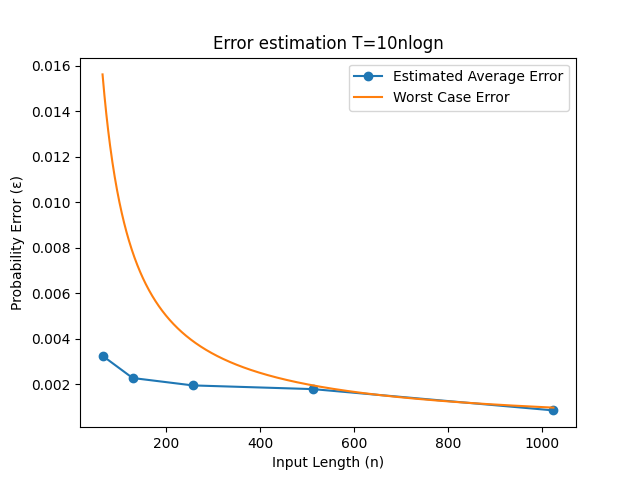 Error estimation T=10nlogn
Estimated Average Error
Worst Case Error
Probability Error (ε)
0.016
0.014
0.012
0.010
0.008
0.006
0.004
0.002
200 400 600 800 1000
Input Length (n)